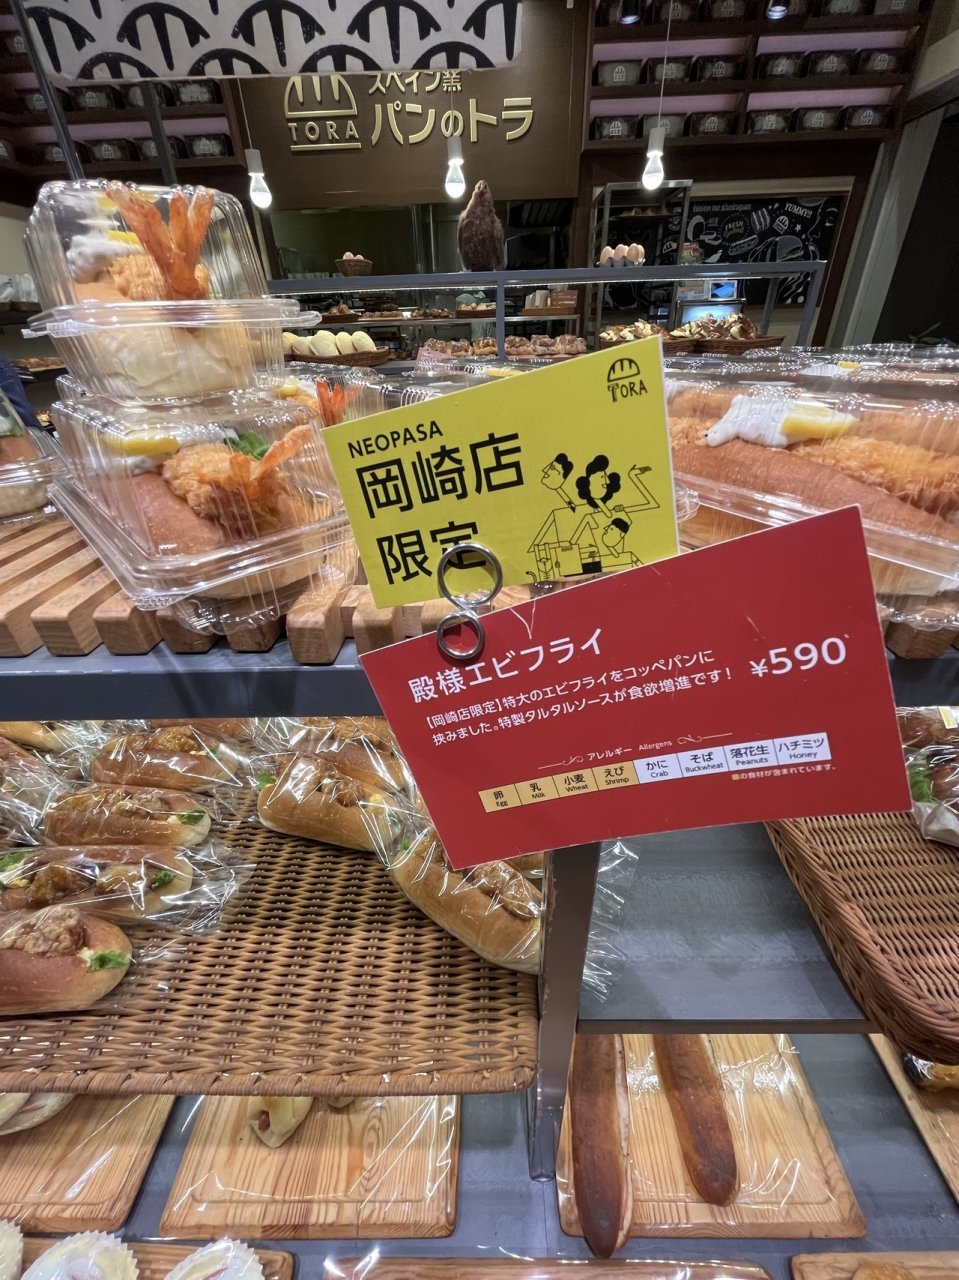 スペイン窯
TORA
パンのトラ
YUMMY!!
TORA
NEOPASA
岡崎店
限定
殿様エビフライ
¥590
【岡崎店限定】特大のエビフライをコッペパンに
挟みました。特製タルタルソースが食欲増進です！
アレルギー Allergens
卵 乳 小麦 えび かに そば 落花生 ハチミツ
Egg Milk Wheat Shrimp Crab Buckwheat Peanuts Honey
の食材が含まれています。